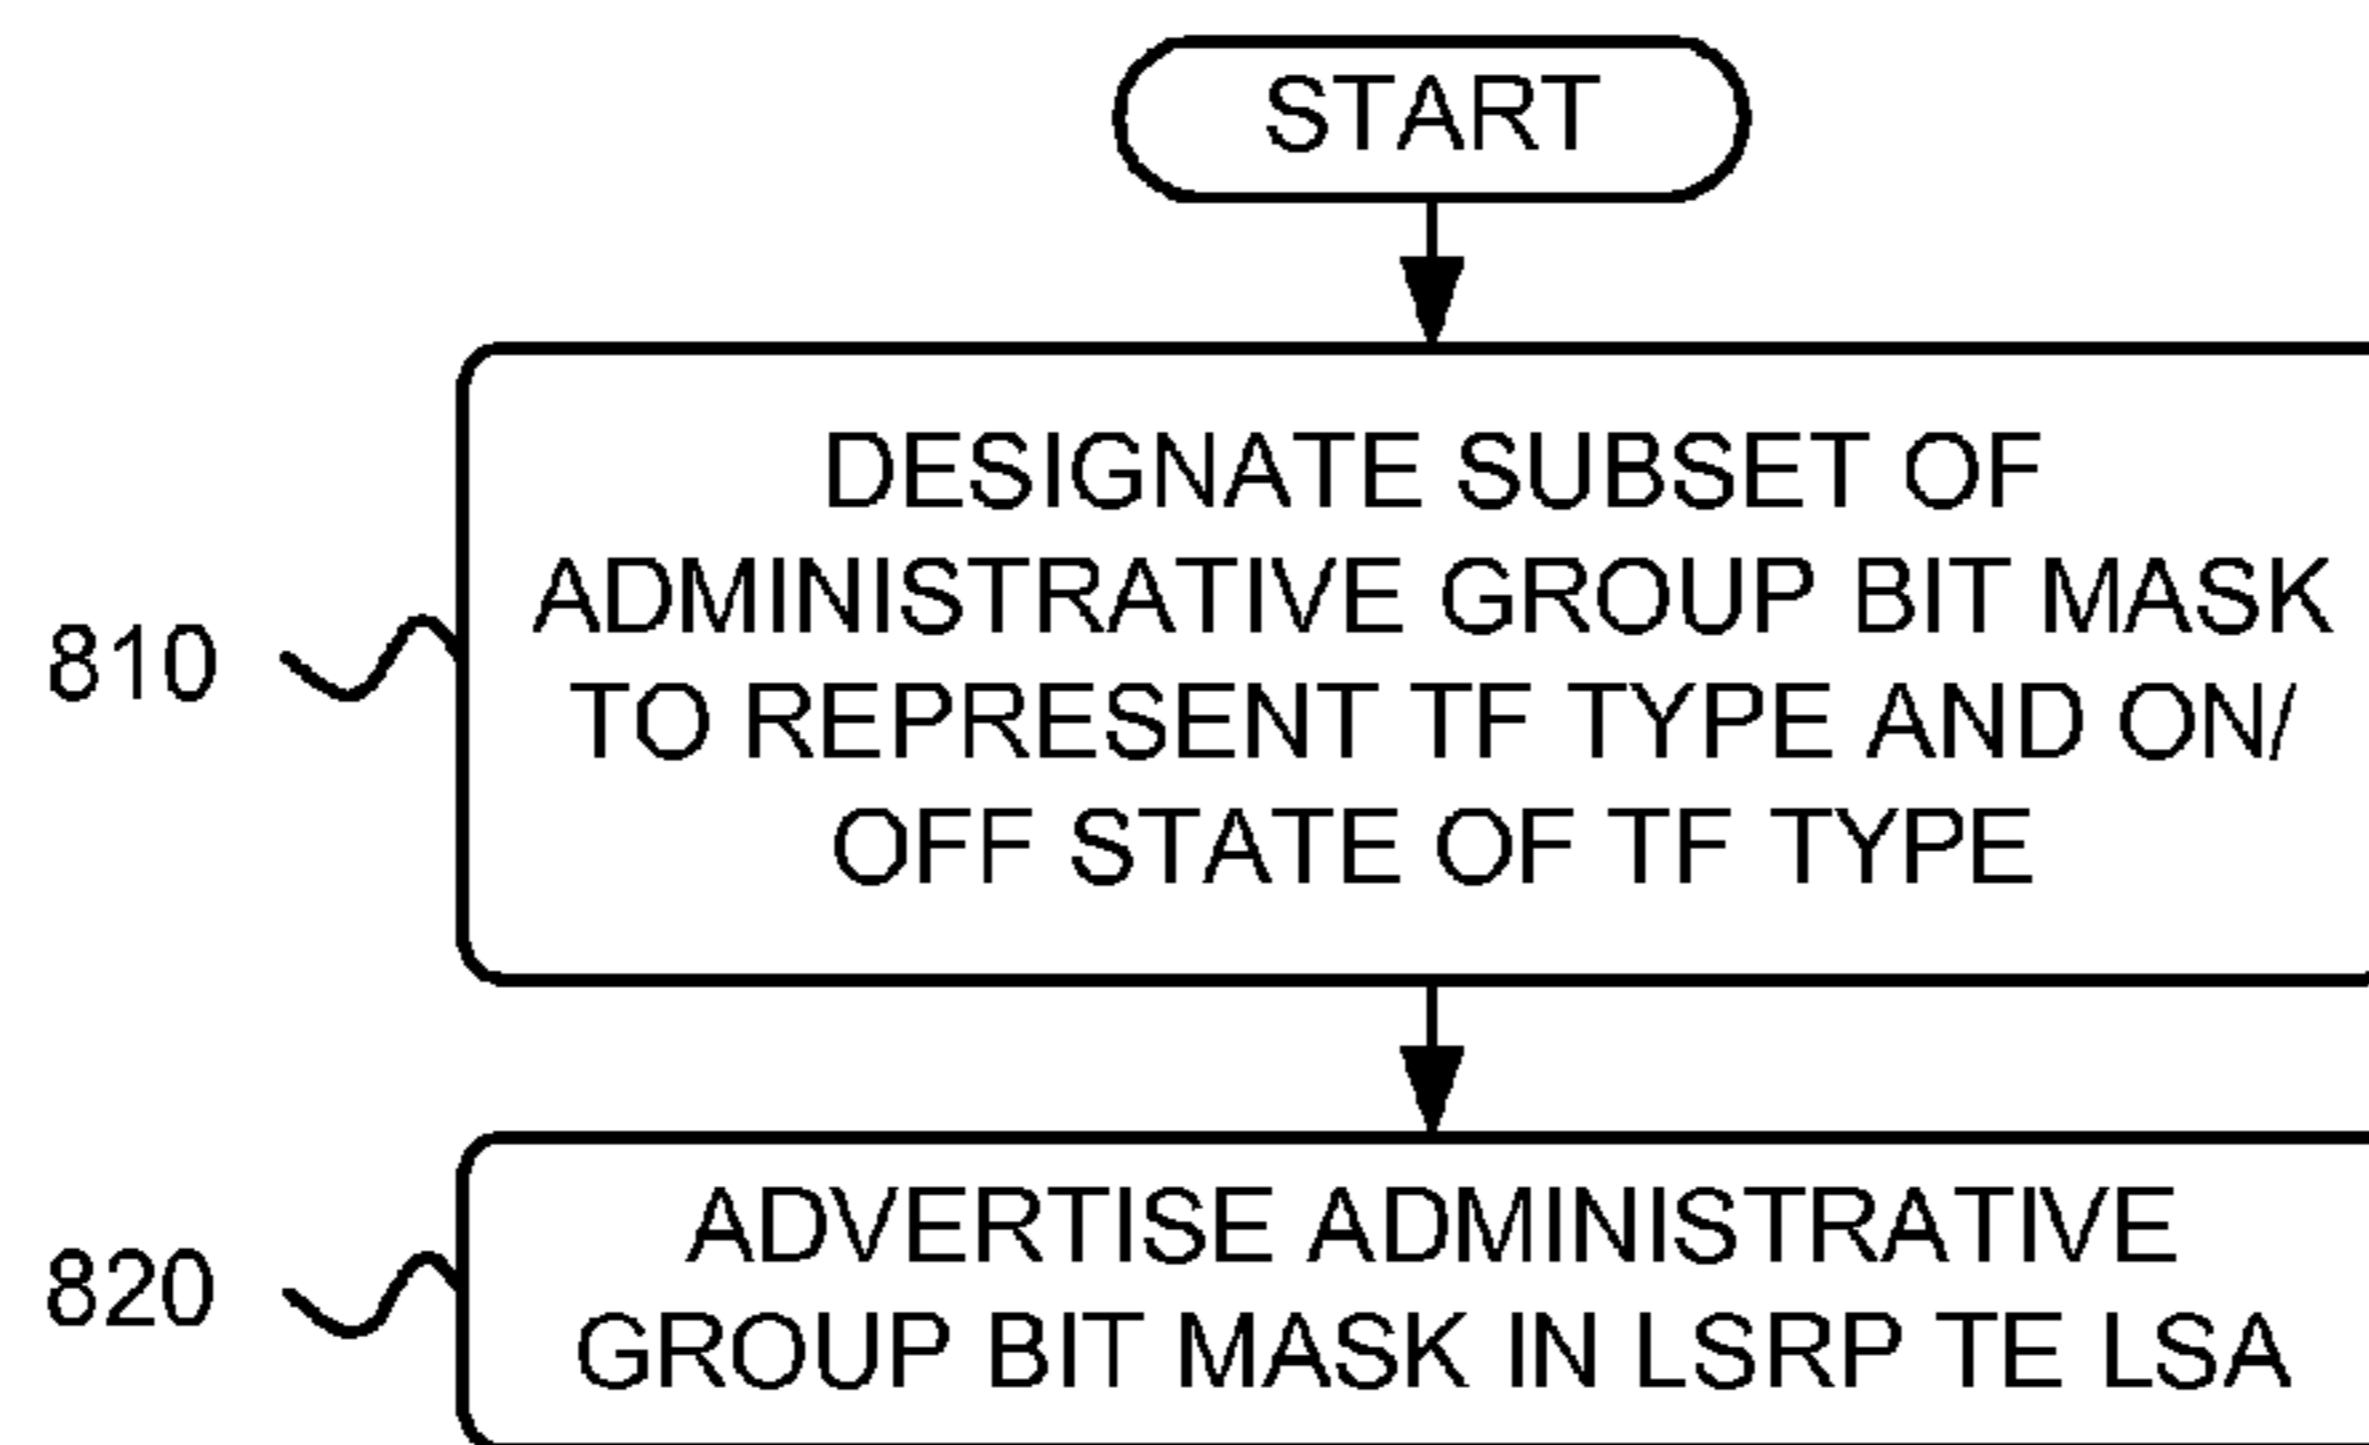 START
DESIGNATE SUBSET OF
ADMINISTRATIVE GROUP BIT MASK
TO REPRESENT TF TYPE AND ON/
OFF STATE OF TF TYPE
810
ADVERTISE ADMINISTRATIVE
GROUP BIT MASK IN LSRP TE LSA
820